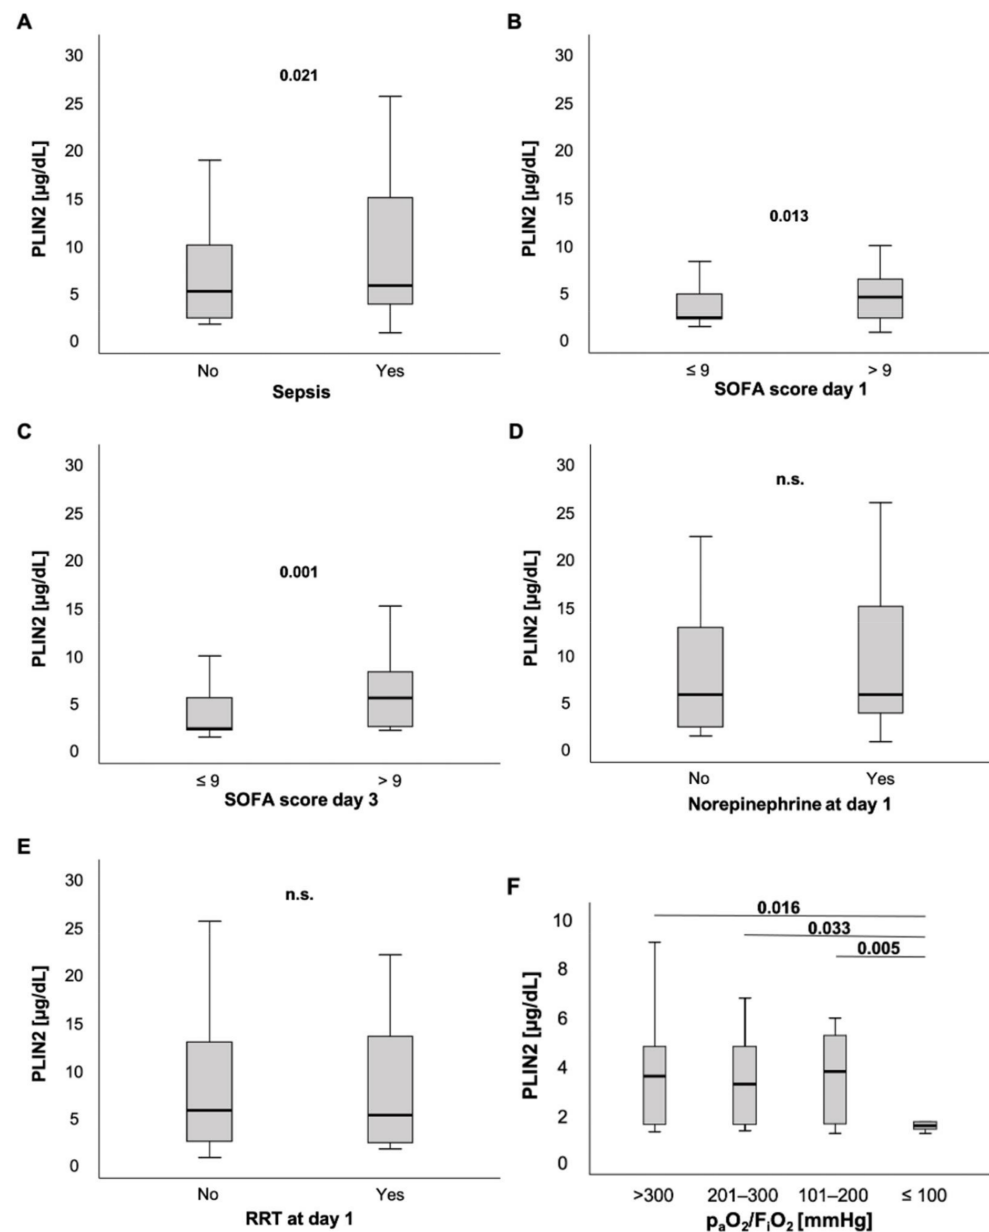 A
30
25
20
15
10
5
0
PLIN2 [µg/dL]
0.021
No
Yes
Sepsis
B
30
25
20
15
10
5
0
PLIN2 [µg/dL]
0.013
≤ 9
> 9
SOFA score day 1
C
30
25
20
15
10
5
0
PLIN2 [µg/dL]
0.001
≤ 9
> 9
SOFA score day 3
D
30
25
20
15
10
5
0
PLIN2 [µg/dL]
n.s.
No
Yes
Norepinephrine at day 1
E
30
25
20
15
10
5
0
PLIN2 [µg/dL]
n.s.
No
Yes
RRT at day 1
F
10
8
6
4
2
0
PLIN2 [µg/dL]
0.016
0.033
0.005
>300
201–300
101–200
≤ 100
pₐO₂/FᵢO₂ [mmHg]